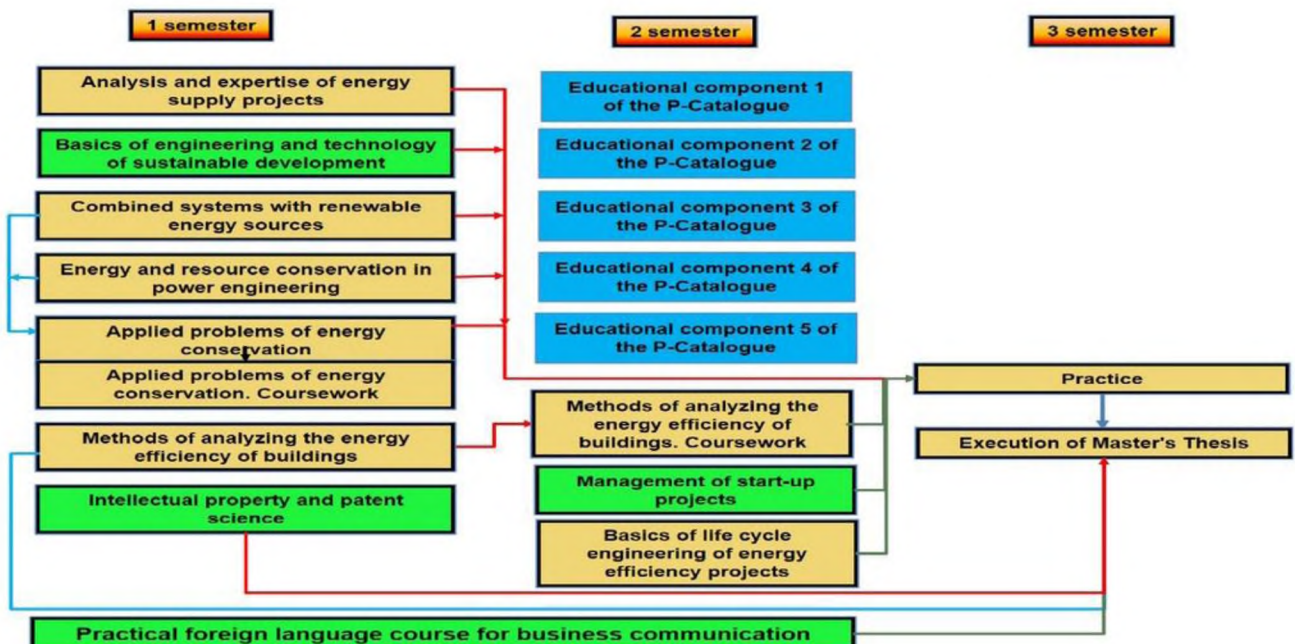 1 semester
2 semester
3 semester
Analysis and expertise of energy
supply projects
Basics of engineering and technology
of sustainable development
Combined systems with renewable
energy sources
Energy and resource conservation in
power engineering
Applied problems of energy
conservation
Applied problems of energy
conservation. Coursework
Methods of analyzing the energy
efficiency of buildings
Intellectual property and patent
science
Educational component 1
of the P-Catalogue
Educational component 2 of
the P-Catalogue
Educational component 3 of
the P-Catalogue
Educational component 4 of
the P-Catalogue
Educational component 5 of
the P-Catalogue
Methods of analyzing the
energy efficiency of
buildings. Coursework
Management of start-up
projects
Basics of life cycle
engineering of energy
efficiency projects
Practice
Execution of Master's Thesis
Practical foreign language course for business communication